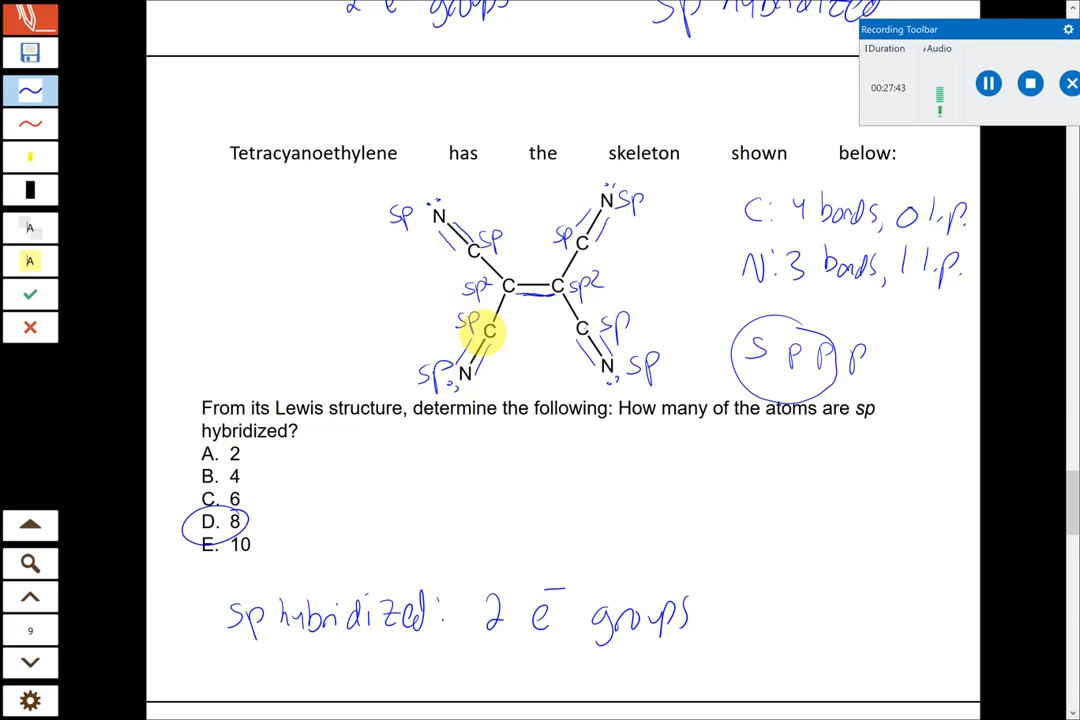 2 e⁻ groups sp hybridized
Recording Toolbar
Duration Audio
00:27:43
Tetracyanoethylene has the skeleton shown below:
N sp
sp N
C: 4 bonds, 0 l.p.
sp C
sp C
N: 3 bonds, 1 l.p.
sp² C C sp2
sp C
C sp
s p p p
sp N
N sp
From its Lewis structure, determine the following: How many of the atoms are sp
hybridized?
A. 2
B. 4
C. 6
D. 8
E. 10
sp hybridized: 2 e⁻ groups
A
A
9